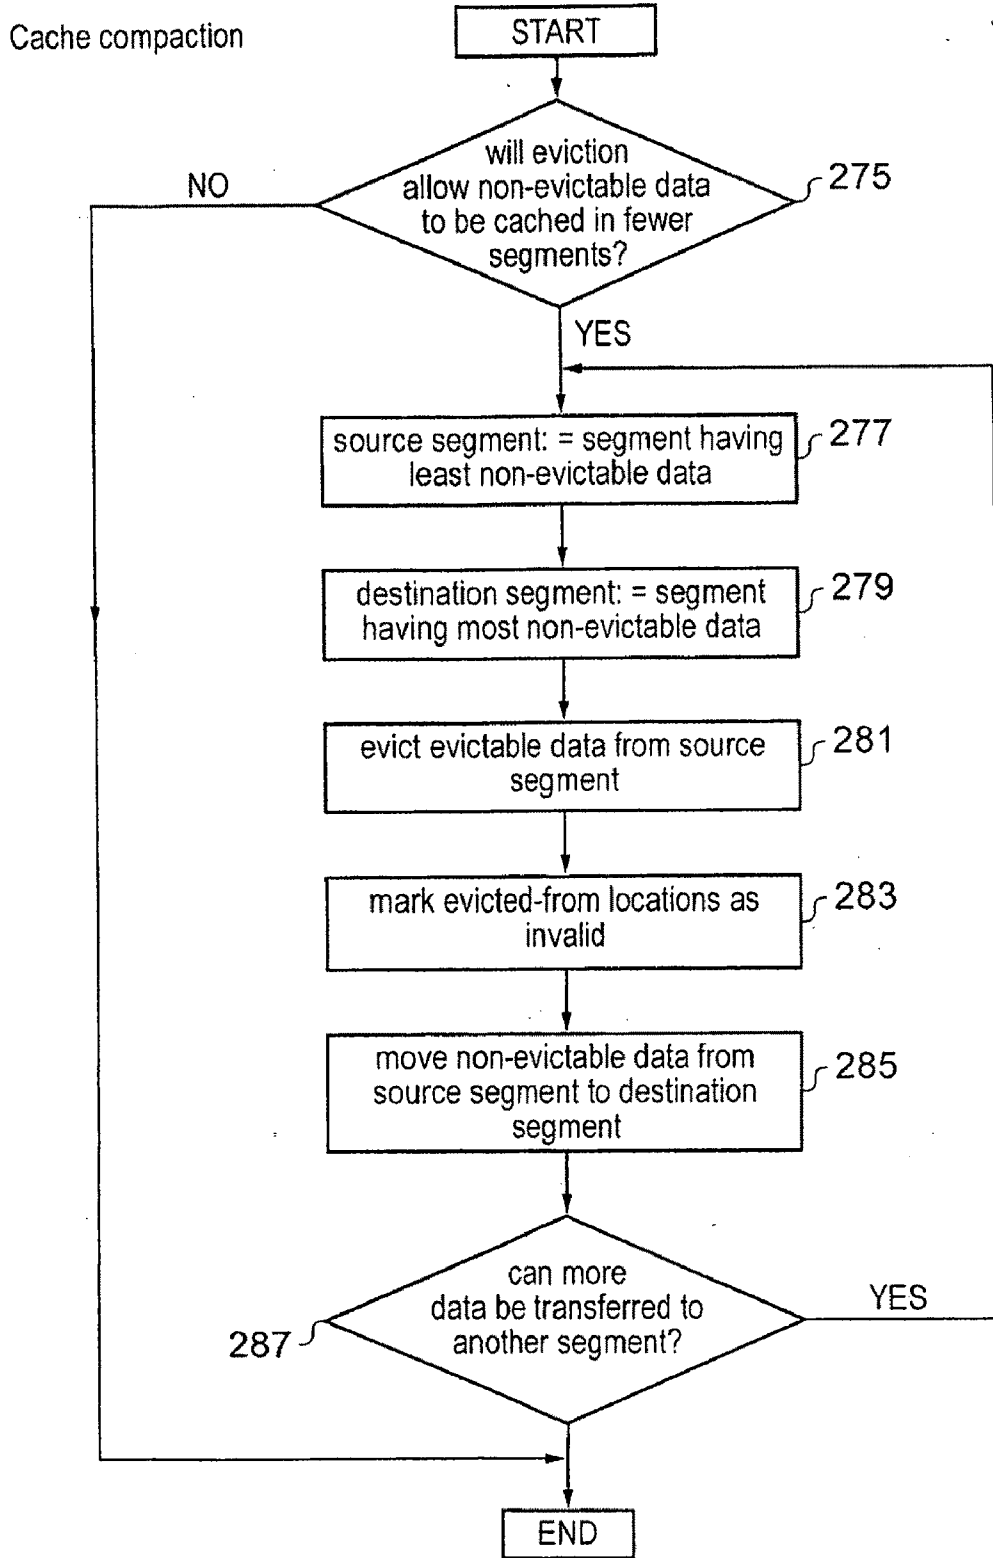 Cache compaction
START
will eviction
allow non-evictable data
to be cached in fewer
segments?
275
NO
YES
source segment: = segment having
least non-evictable data
277
destination segment: = segment
having most non-evictable data
279
evict evictable data from source
segment
281
mark evicted-from locations as
invalid
283
move non-evictable data from
source segment to destination
segment
285
can more
data be transferred to
another segment?
YES
287
END